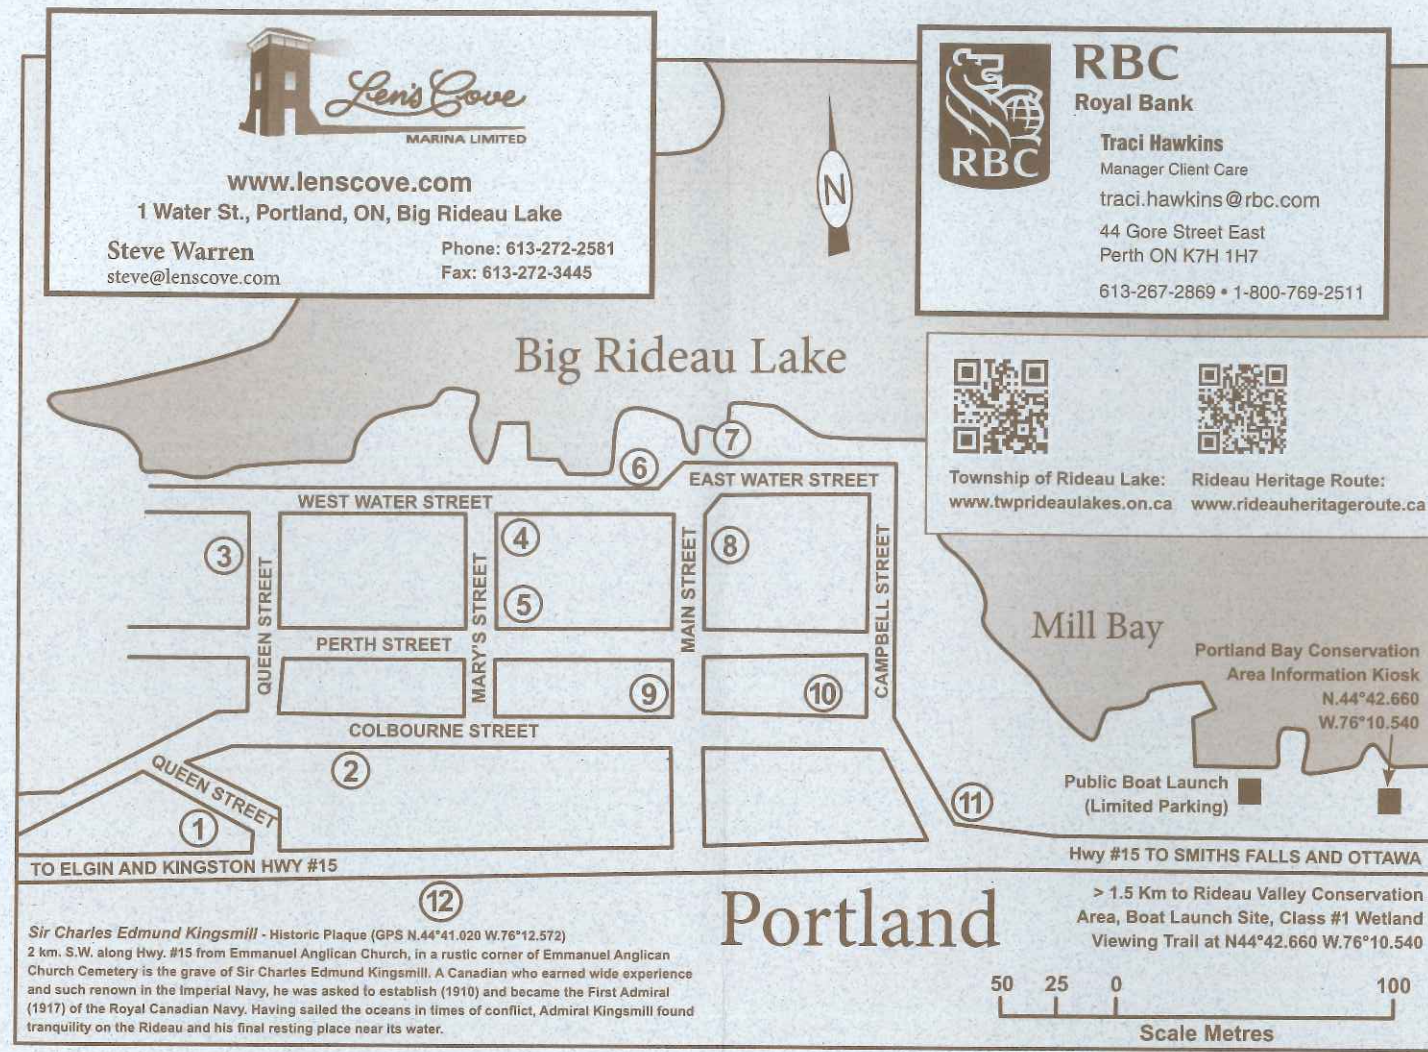 Len's Cove
MARINA LIMITED
www.lenscove.com
1 Water St., Portland, ON, Big Rideau Lake
Steve Warren
steve@lenscove.com
Phone: 613-272-2581
Fax: 613-272-3445
N
RBC
RBC
Royal Bank
Traci Hawkins
Manager Client Care
traci.hawkins@rbc.com
44 Gore Street East
Perth ON K7H 1H7
613-267-2869 • 1-800-769-2511
Big Rideau Lake
Township of Rideau Lake:
www.twprideaulakes.on.ca
Rideau Heritage Route:
www.rideauheritageroute.ca
7
6
EAST WATER STREET
WEST WATER STREET
3
4
8
5
QUEEN STREET
MARY'S STREET
MAIN STREET
CAMPBELL STREET
PERTH STREET
9
10
COLBOURNE STREET
Mill Bay
Portland Bay Conservation
Area Information Kiosk
N.44°42.660
W.76°10.540
QUEEN STREET
2
1
11
Public Boat Launch
(Limited Parking)
TO ELGIN AND KINGSTON HWY #15
Hwy #15 TO SMITHS FALLS AND OTTAWA
12
Portland
> 1.5 Km to Rideau Valley Conservation
Area, Boat Launch Site, Class #1 Wetland
Viewing Trail at N44°42.660 W.76°10.540
Sir Charles Edmund Kingsmill - Historic Plaque (GPS N.44°41.020 W.76°12.572)
2 km. S.W. along Hwy. #15 from Emmanuel Anglican Church, in a rustic corner of Emmanuel Anglican
Church Cemetery is the grave of Sir Charles Edmund Kingsmill. A Canadian who earned wide experience
and such renown in the Imperial Navy, he was asked to establish (1910) and became the First Admiral
(1917) of the Royal Canadian Navy. Having sailed the oceans in times of conflict, Admiral Kingsmill found
tranquility on the Rideau and his final resting place near its water.
50 25 0 100
Scale Metres